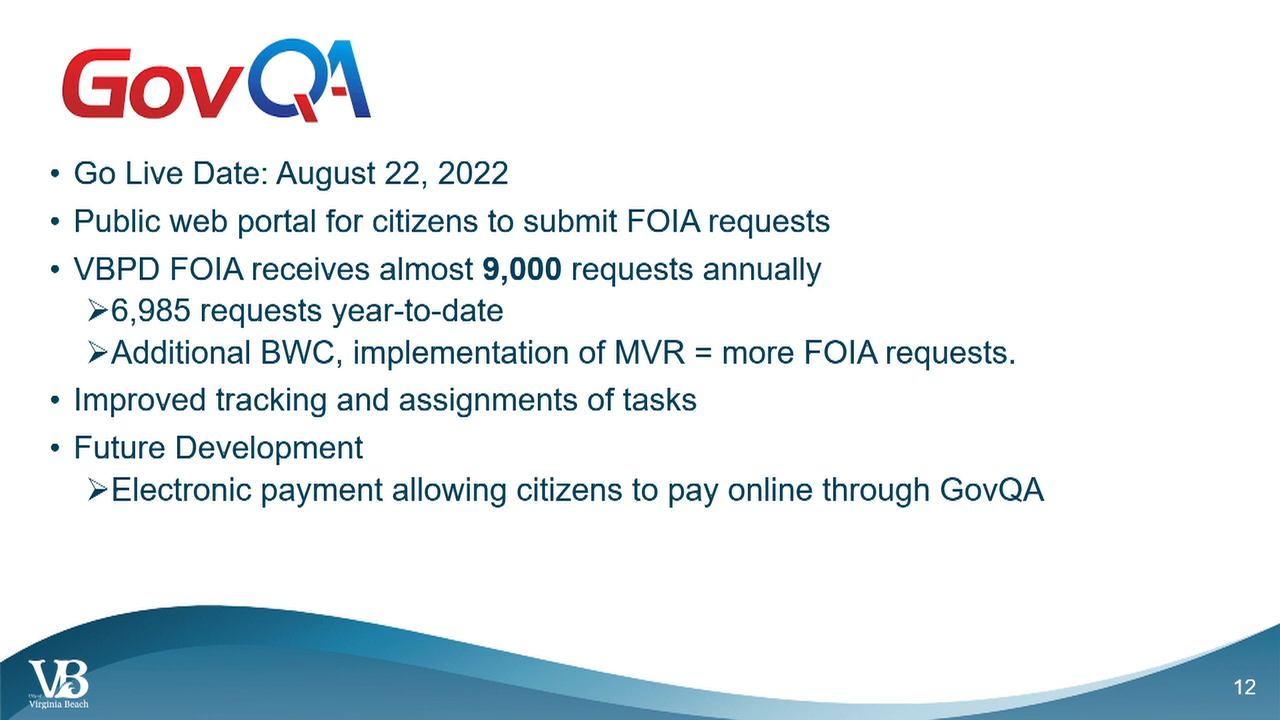 GovQA
• Go Live Date: August 22, 2022
• Public web portal for citizens to submit FOIA requests
• VBPD FOIA receives almost 9,000 requests annually
➢6,985 requests year-to-date
➢Additional BWC, implementation of MVR = more FOIA requests.
• Improved tracking and assignments of tasks
• Future Development
➢Electronic payment allowing citizens to pay online through GovQA
VB
City of
Virginia Beach
12